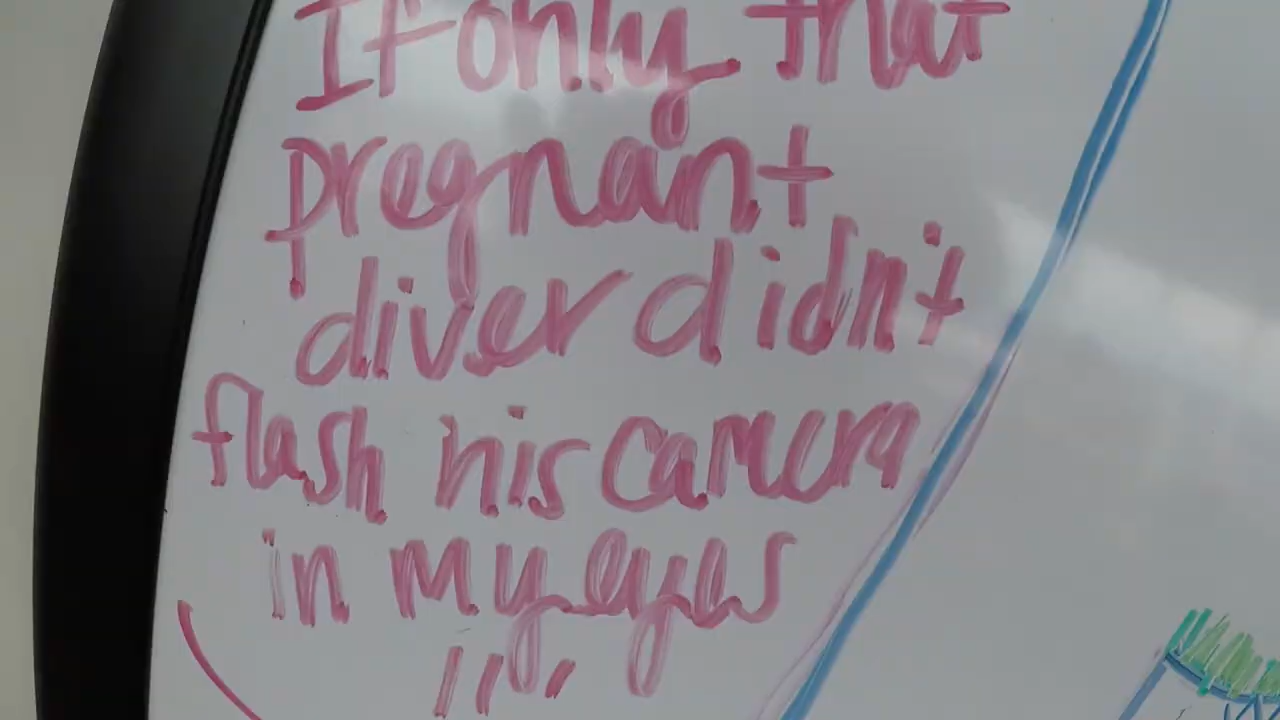 If only that
pregnant
diver didn't
flash his camera
in my eyes